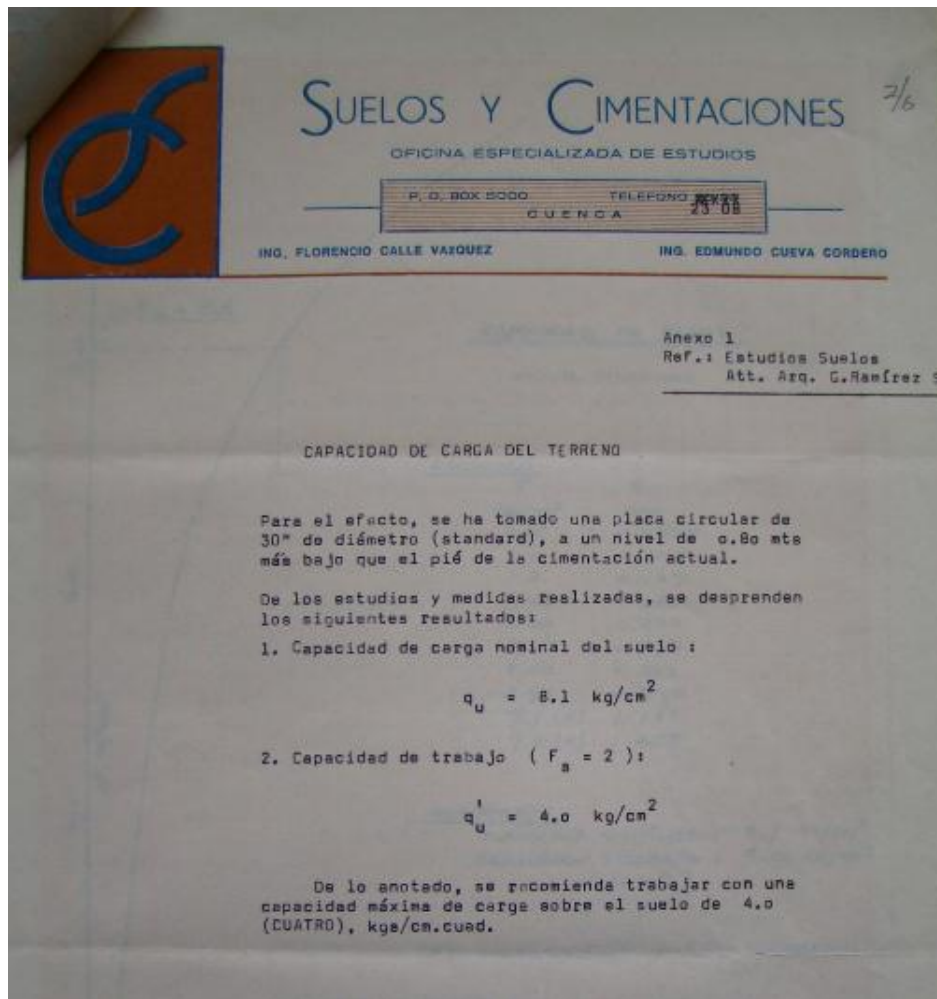 SUELOS Y CIMENTACIONES
2/6
OFICINA ESPECIALIZADA DE ESTUDIOS
P. O. BOX 5000 TELEFONO
CUENCA 23 08
ING. FLORENCIO CALLE VAZQUEZ ING. EDMUNDO CUEVA CORDERO
Anexo 1
Ref.: Estudios Suelos
Att. Arq. G.Ramírez S
CAPACIDAD DE CARGA DEL TERRENO
Para el efecto, se ha tomado una placa circular de
30" de diámetro (standard), a un nivel de o.8o mts
más bajo que el pié de la cimentación actual.
De los estudios y medidas realizadas, se desprenden
los siguientes resultados:
1. Capacidad de carga nominal del suelo :
qu = 8.1 kg/cm2
2. Capacidad de trabajo ( Fs = 2 ):
q'u = 4.o kg/cm2
De lo anotado, se recomienda trabajar con una
capacidad máxima de carga sobre el suelo de 4.o
(CUATRO), kgs/cm.cuad.